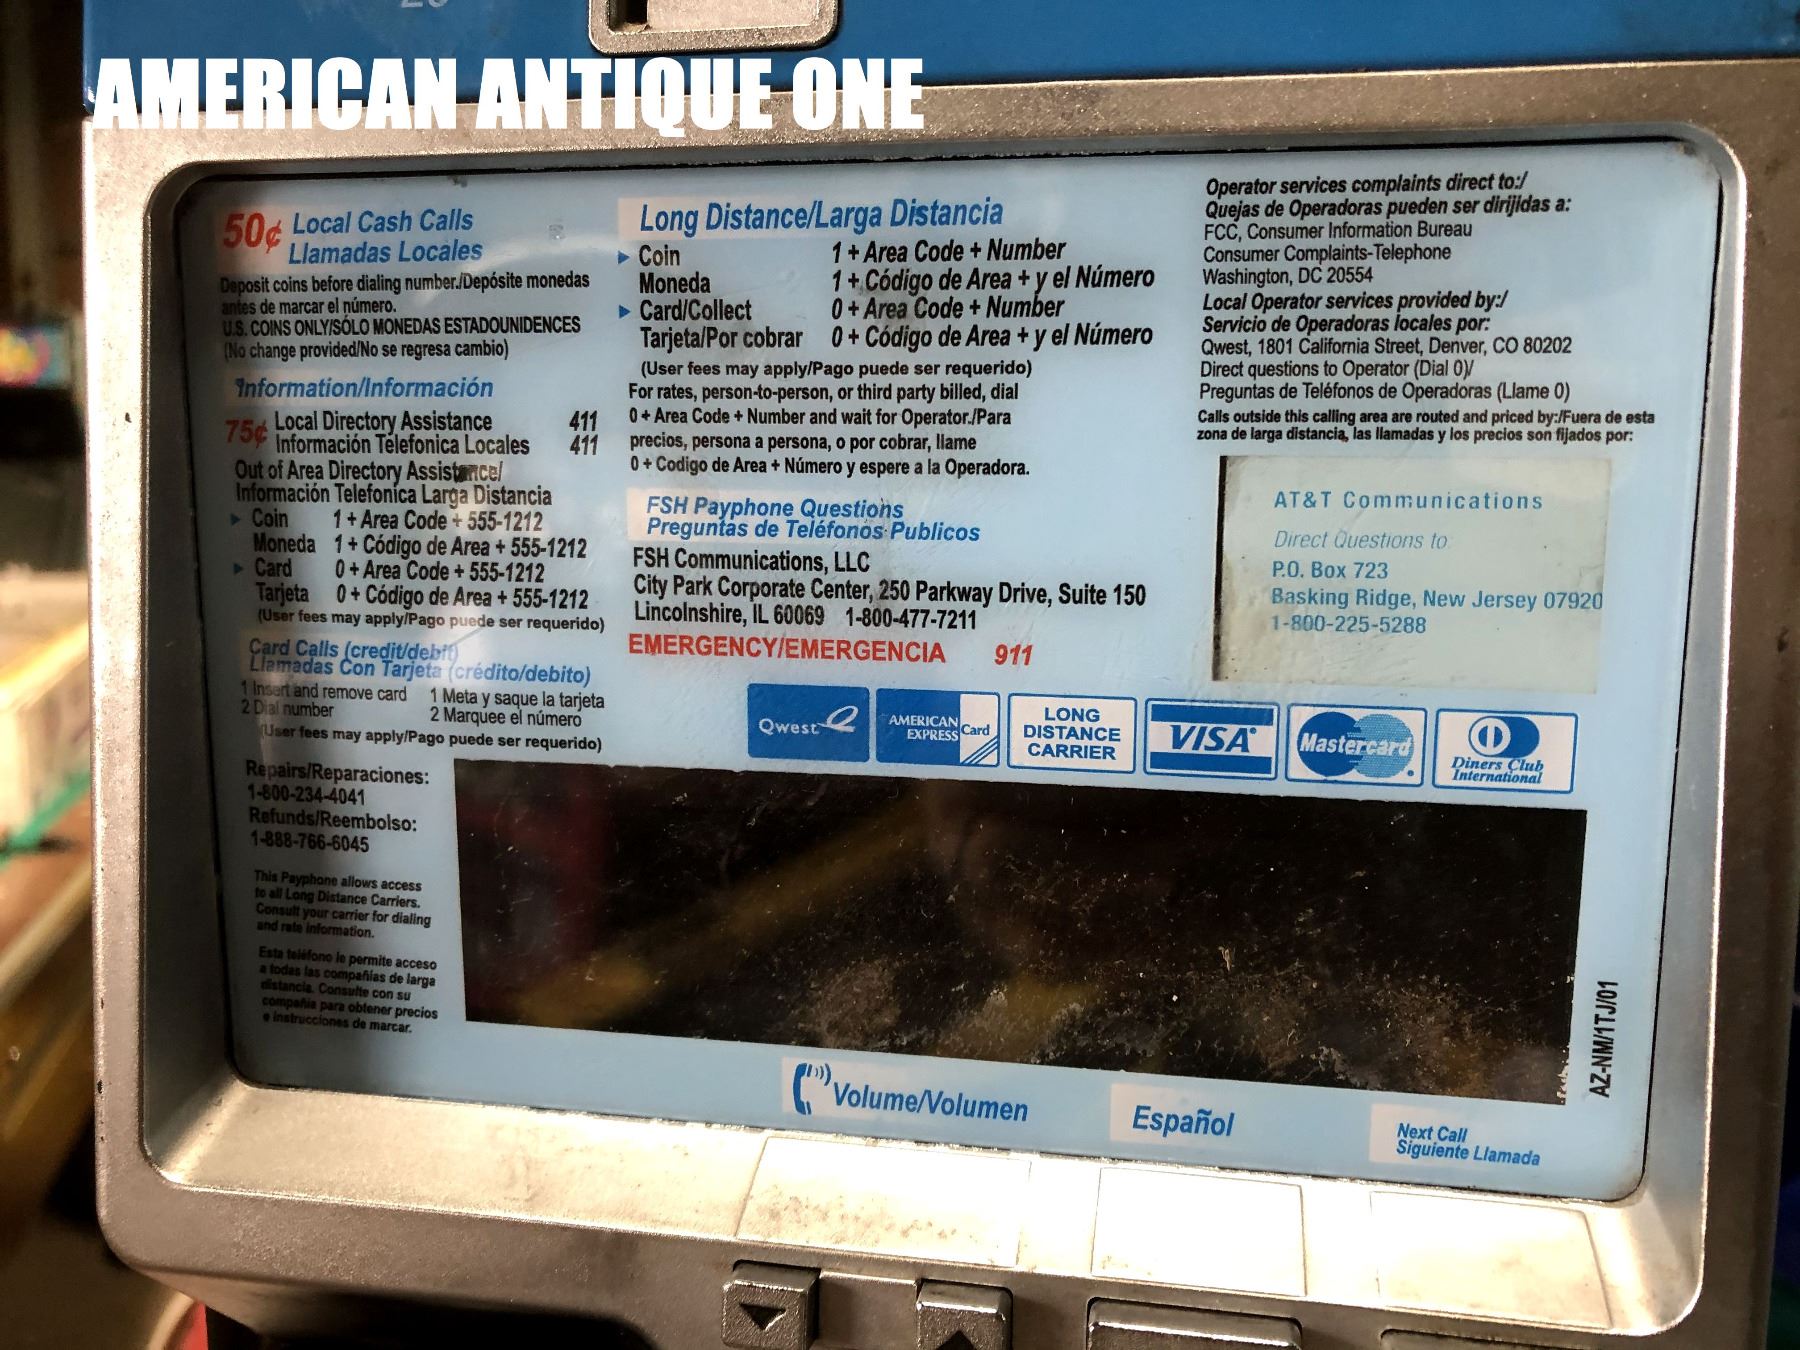 AMERICAN ANTIQUE ONE
50¢ Local Cash Calls
Llamadas Locales
Deposit coins before dialing number./Depósite monedas
antes de marcar el número.
U.S. COINS ONLY/SÓLO MONEDAS ESTADOUNIDENCES
(No change provided/No se regresa cambio)
Information/Información
75¢ Local Directory Assistance 411
Información Telefonica Locales 411
Out of Area Directory Assistance/
Información Telefonica Larga Distancia
Coin 1 + Area Code + 555-1212
Moneda 1 + Código de Area + 555-1212
Card 0 + Area Code + 555-1212
Tarjeta 0 + Código de Area + 555-1212
(User fees may apply/Pago puede ser requerido)
Card Calls (credit/debit)
Llamadas Con Tarjeta (crédito/debito)
1 Insert and remove card 1 Meta y saque la tarjeta
2 Dial number 2 Marquee el número
(User fees may apply/Pago puede ser requerido)
Repairs/Reparaciones:
1-800-234-4041
Refunds/Reembolso:
1-888-766-6045
This Payphone allows access
to all Long Distance Carriers.
Consult your carrier for dialing
and rate information.
Esta teléfono le permite acceso
a todas las compañias de larga
distancia. Consulte con su
compañia para obtener precios
e instrucciones de marcar.
Long Distance/Larga Distancia
Coin 1 + Area Code + Number
Moneda 1 + Código de Area + y el Número
Card/Collect 0 + Area Code + Number
Tarjeta/Por cobrar 0 + Código de Area + y el Número
(User fees may apply/Pago puede ser requerido)
For rates, person-to-person, or third party billed, dial
0 + Area Code + Number and wait for Operator./Para
precios, persona a persona, o por cobrar, llame
0 + Codigo de Area + Número y espere a la Operadora.
FSH Payphone Questions
Preguntas de Teléfonos Publicos
FSH Communications, LLC
City Park Corporate Center, 250 Parkway Drive, Suite 150
Lincolnshire, IL 60069 1-800-477-7211
EMERGENCY/EMERGENCIA 911
Operator services complaints direct to:/
Quejas de Operadoras pueden ser dirijidas a:
FCC, Consumer Information Bureau
Consumer Complaints-Telephone
Washington, DC 20554
Local Operator services provided by:/
Servicio de Operadoras locales por:
Qwest, 1801 California Street, Denver, CO 80202
Direct questions to Operator (Dial 0)/
Preguntas de Teléfonos de Operadoras (Llame 0)
Calls outside this calling area are routed and priced by:/Fuera de esta
zona de larga distancia, las llamadas y los precios son fijados por:
AT&T Communications
Direct Questions to:
P.O. Box 723
Basking Ridge, New Jersey 07920
1-800-225-5288
Qwest
AMERICAN EXPRESS Card
LONG DISTANCE CARRIER
VISA
Mastercard
Diners Club International
AZ-NM/1TJ/01
Volume/Volumen
Español
Next Call
Siguiente Llamada